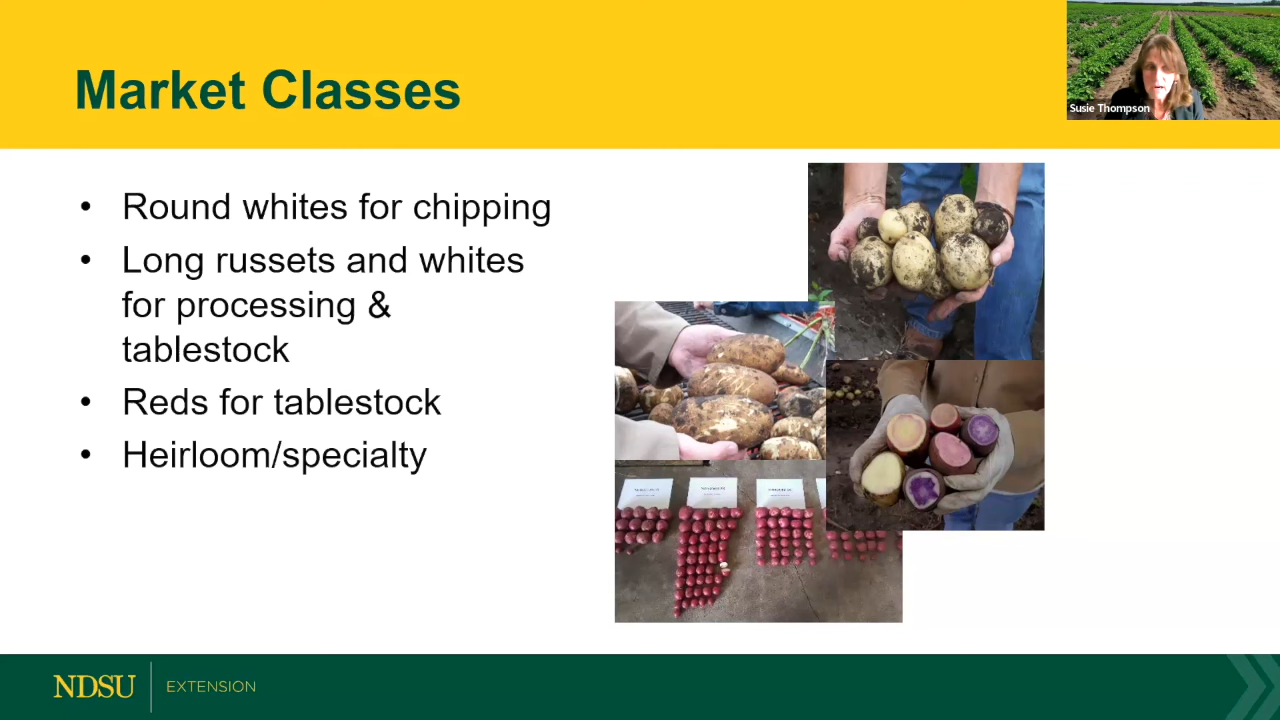 Market Classes
Susie Thompson
• Round whites for chipping
• Long russets and whites
for processing &
tablestock
• Reds for tablestock
• Heirloom/specialty
NDSU
EXTENSION